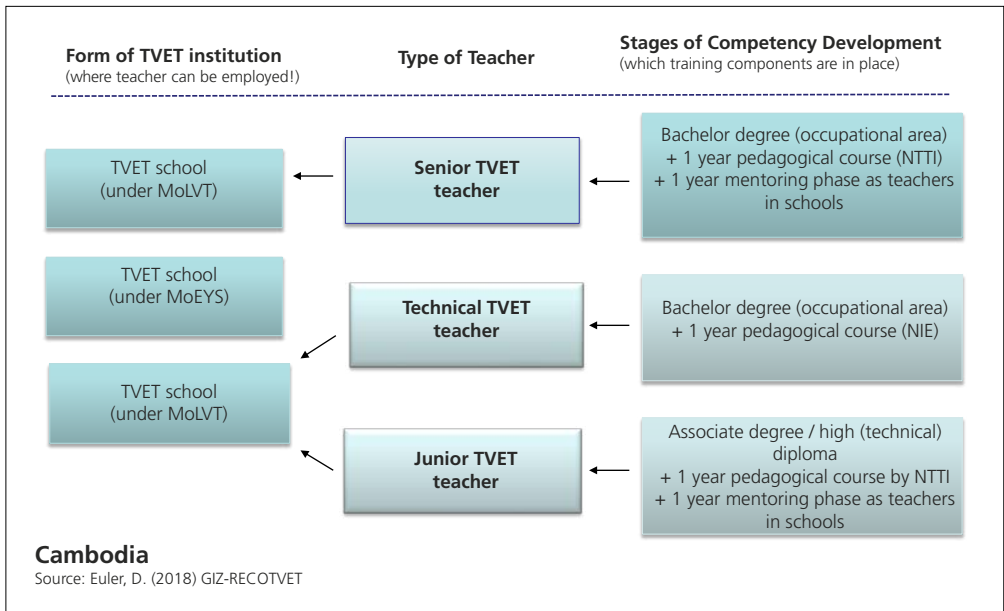 Form of TVET institution
(where teacher can be employed!)
Type of Teacher
Stages of Competency Development
(which training components are in place)
TVET school
(under MoLVT)
Senior TVET
teacher
Bachelor degree (occupational area)
+ 1 year pedagogical course (NTTI)
+ 1 year mentoring phase as teachers
in schools
TVET school
(under MoEYS)
Technical TVET
teacher
Bachelor degree (occupational area)
+ 1 year pedagogical course (NIE)
TVET school
(under MoLVT)
Junior TVET
teacher
Associate degree / high (technical)
diploma
+ 1 year pedagogical course by NTTI
+ 1 year mentoring phase as teachers
in schools
Cambodia
Source: Euler, D. (2018) GIZ-RECOTVET